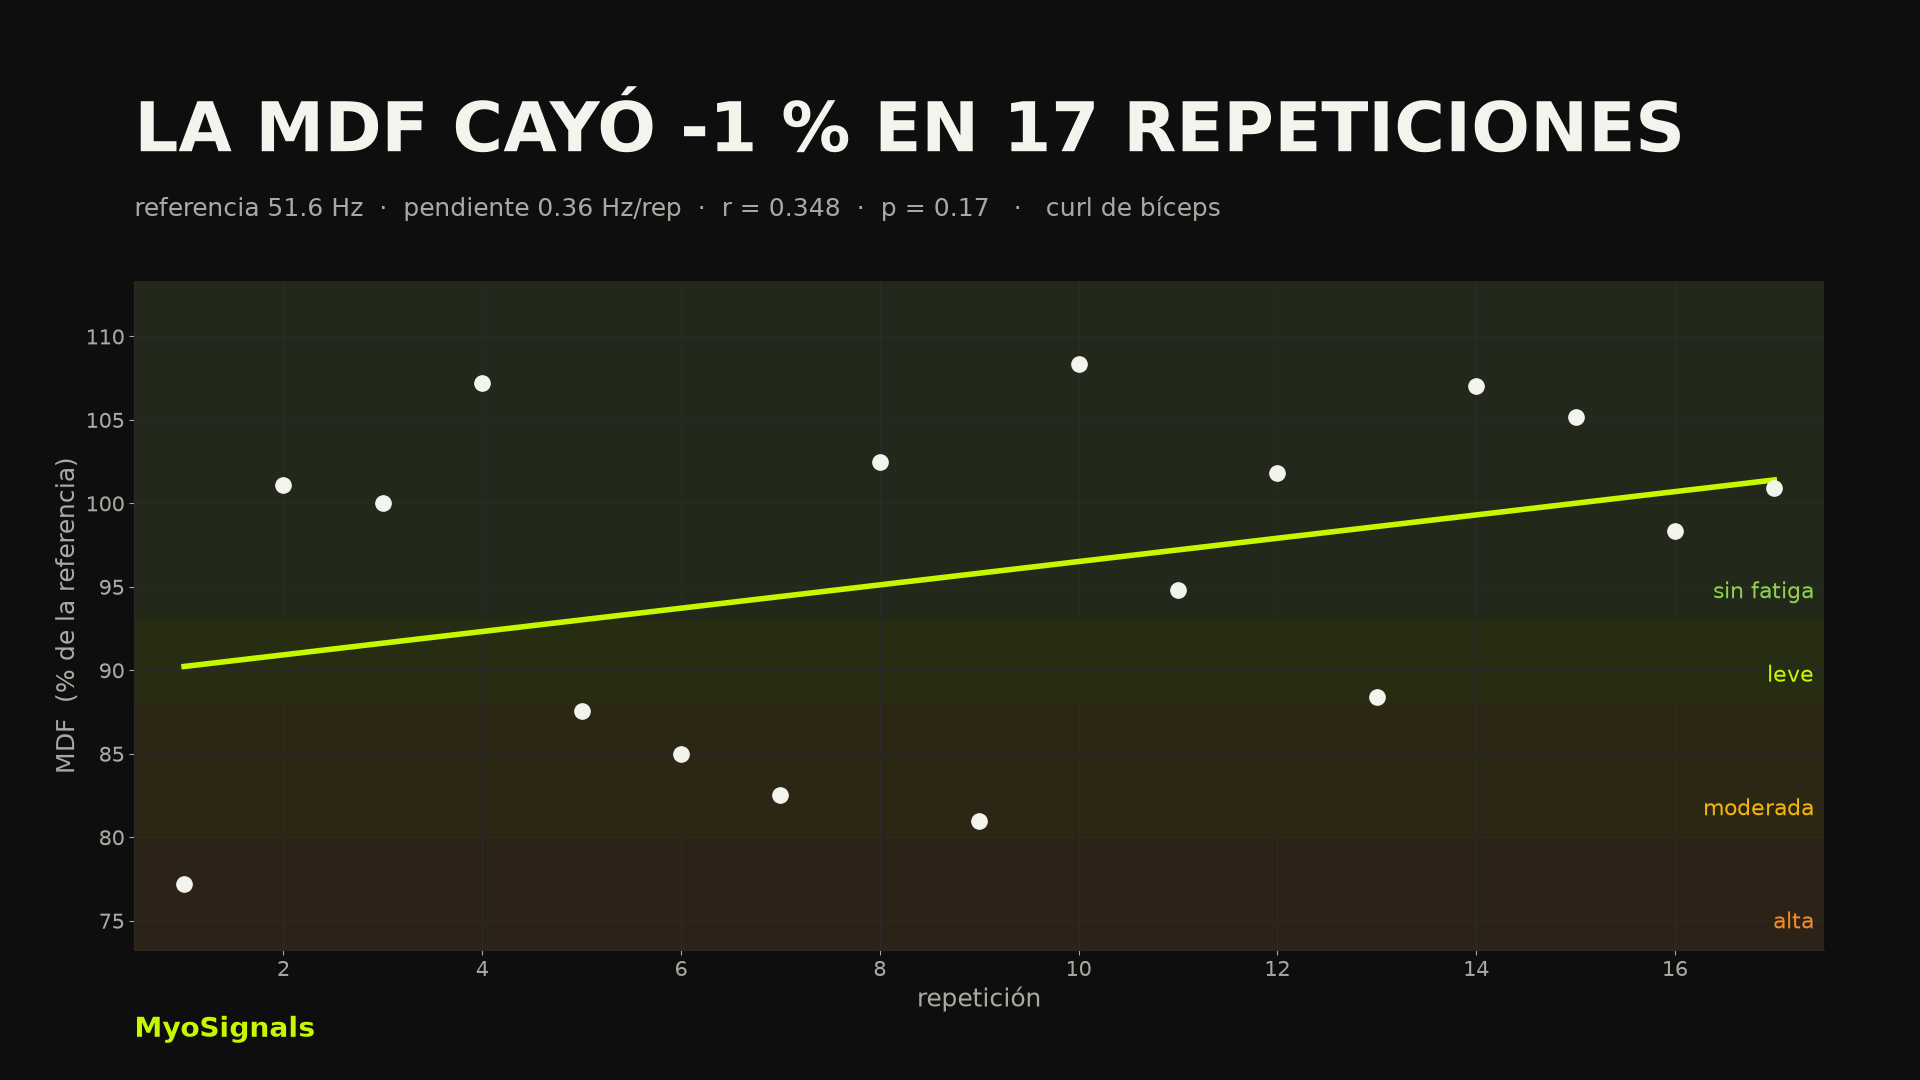 LA MDF CAYÓ -1 % EN 17 REPETICIONES
referencia 51.6 Hz · pendiente 0.36 Hz/rep · r = 0.348 · p = 0.17 · curl de bíceps
MDF (% de la referencia)
110
105
100
95
90
85
80
75
sin fatiga
leve
moderada
alta
2 4 6 8 10 12 14 16
repetición
MyoSignals